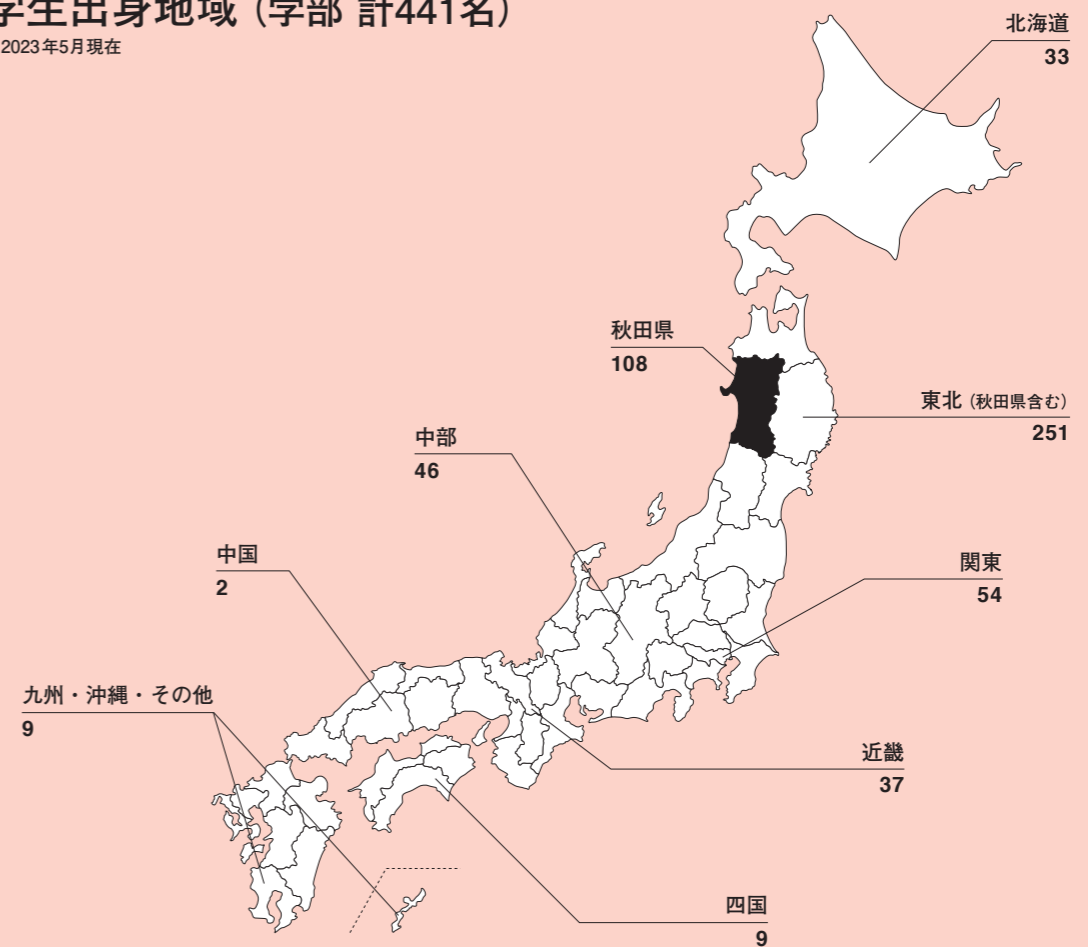 学生出身地域（学部 計441名）
2023年5月現在
北海道
33
秋田県
108
東北（秋田県含む）
251
中部
46
中国
2
関東
54
九州・沖縄・その他
9
近畿
37
四国
9